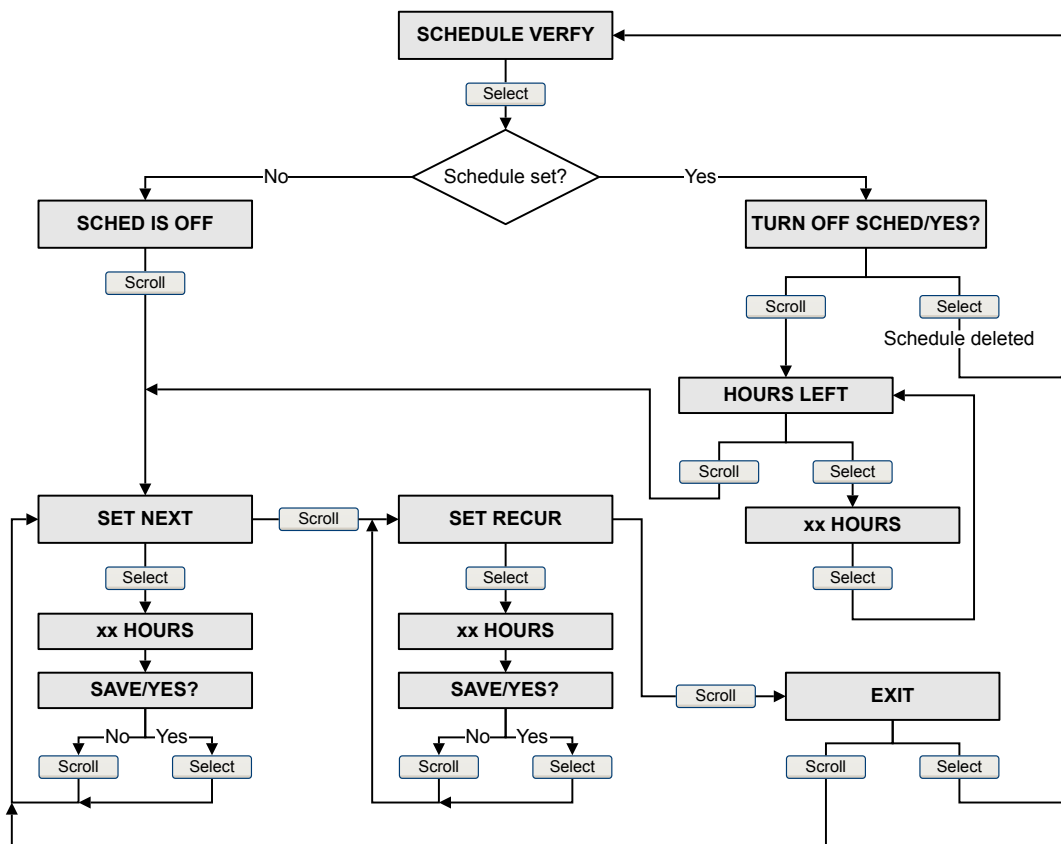 SCHEDULE VERFY
Select
Schedule set?
No
Yes
SCHED IS OFF
TURN OFF SCHED/YES?
Scroll
Scroll
Select
Schedule deleted
HOURS LEFT
Scroll
Select
SET NEXT
Scroll
SET RECUR
xx HOURS
Select
Select
Select
xx HOURS
xx HOURS
SAVE/YES?
SAVE/YES?
Scroll
EXIT
No
Yes
No
Yes
Scroll
Select
Scroll
Select
Scroll
Select